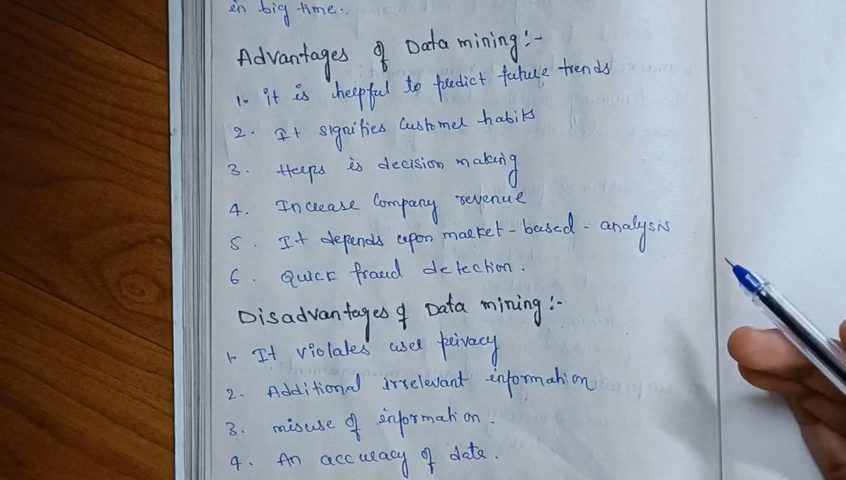 in big time..
Advantages of Data mining :-
1. it is helpful to predict future trends
2. It signifies customer habits
3. Helps is decision making
4. Increase Company revenue
5. It depends upon market-based-analysis
6. Quick fraud detection.
Disadvantages of Data mining :-
1. It violates user privacy
2. Additional irrelevant information
3. misuse of information.
4. An accuracy of data.